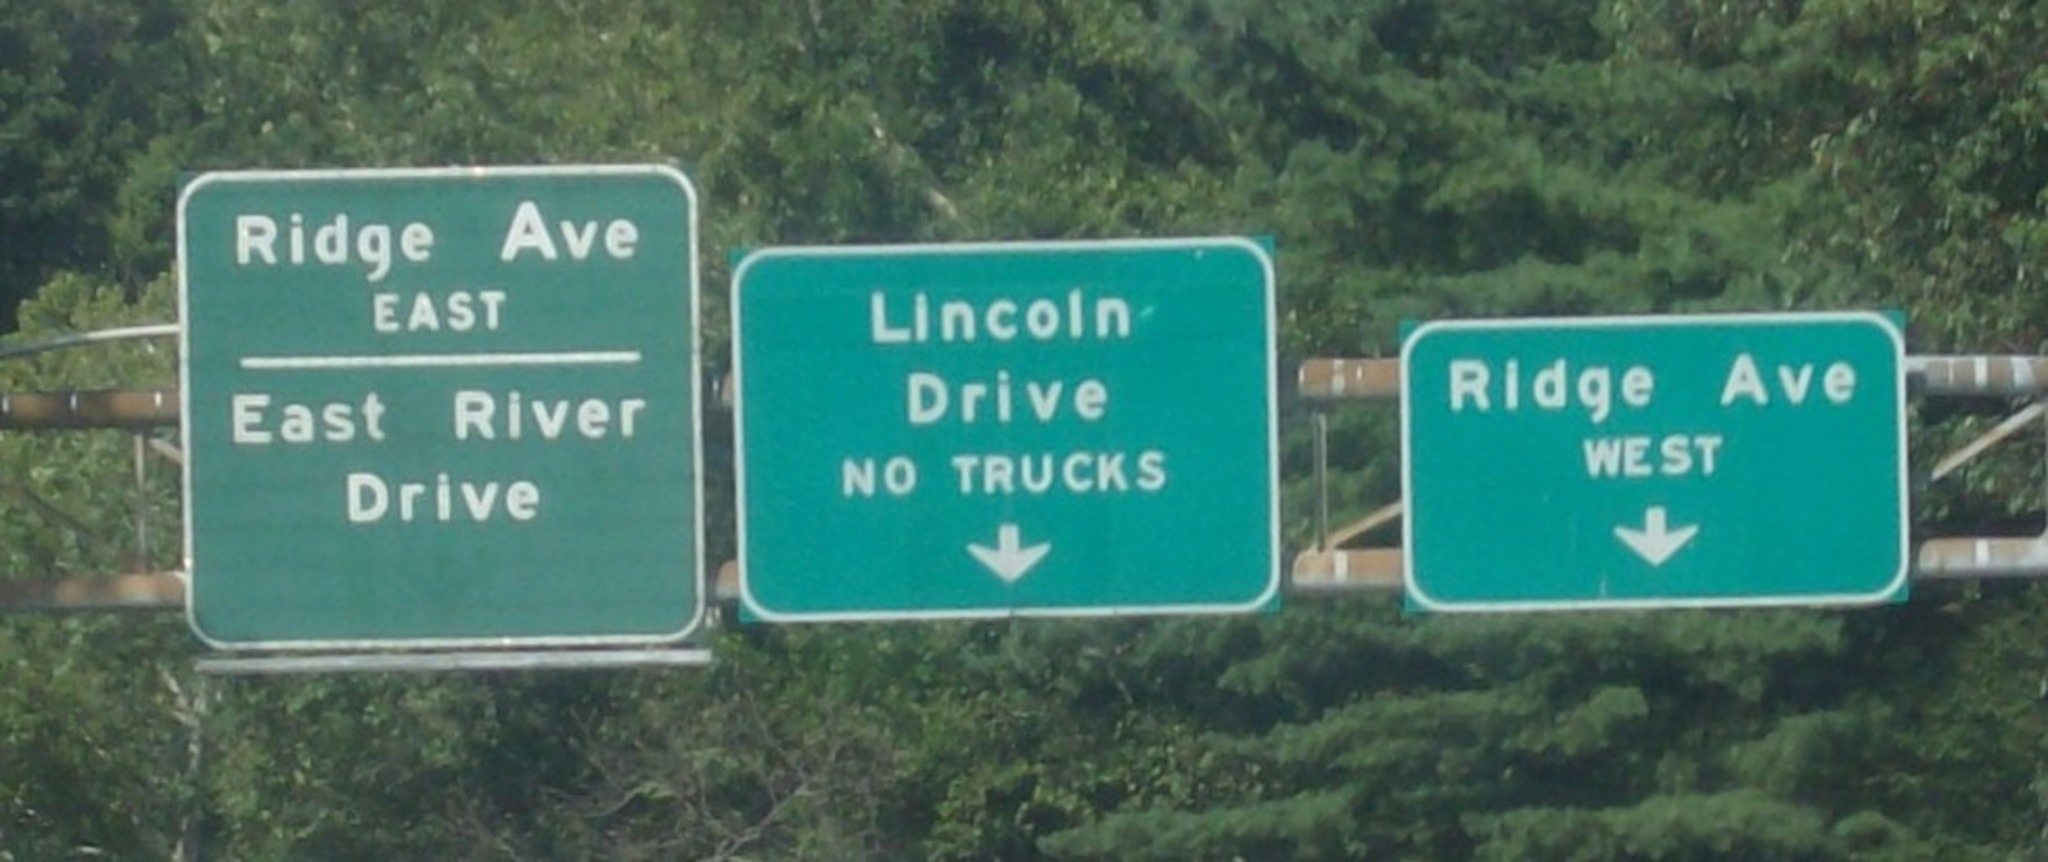 Ridge Ave
EAST
East River
Drive
Lincoln
Drive
NO TRUCKS
Ridge Ave
WEST